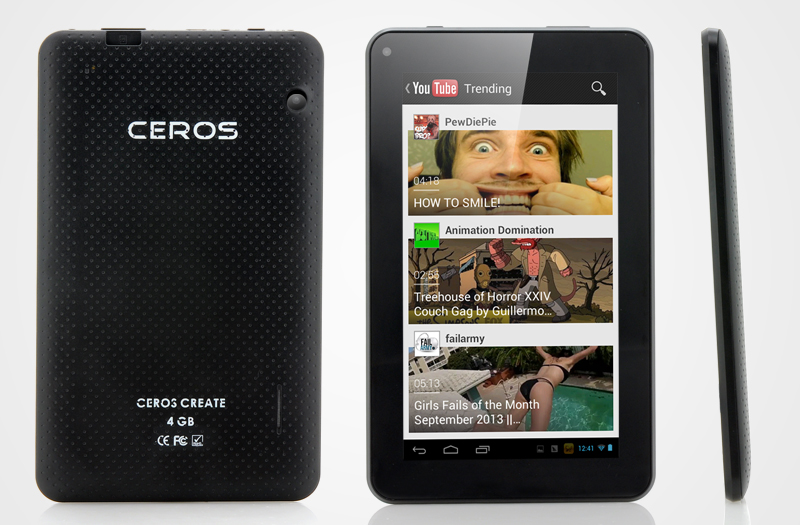 CEROS
CEROS CREATE
4 GB
CE FC
YouTube Trending
PewDiePie
04:18
HOW TO SMILE!
Animation Domination
02:55
Treehouse of Horror XXIV
Couch Gag by Guillermo...
failarmy
FAIL
05:13
Girls Fails of the Month
September 2013 ||...
12:41